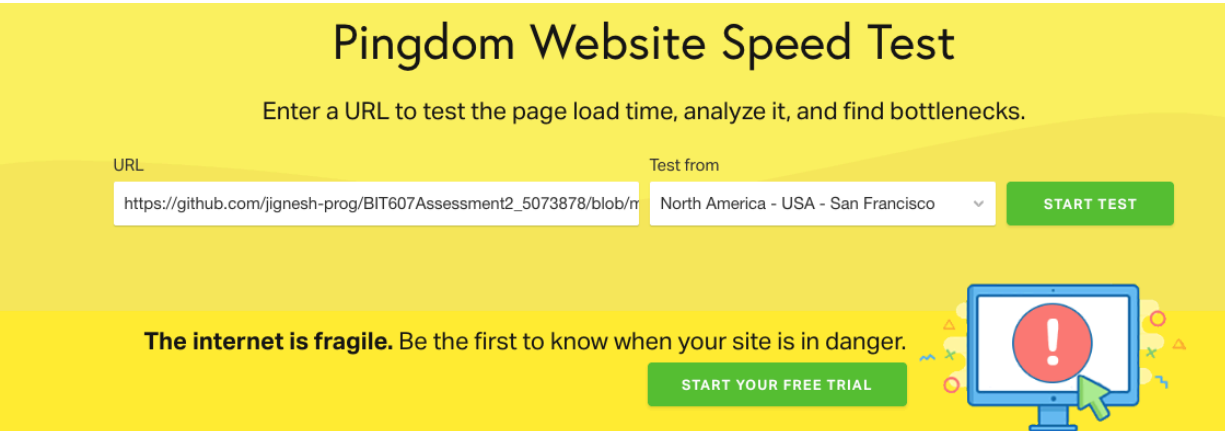 Pingdom Website Speed Test
Enter a URL to test the page load time, analyze it, and find bottlenecks.
URL
Test from
https://github.com/jignesh-prog/BIT607Assessment2_5073878/blob/m
North America - USA - San Francisco
START TEST
The internet is fragile. Be the first to know when your site is in danger.
START YOUR FREE TRIAL
!